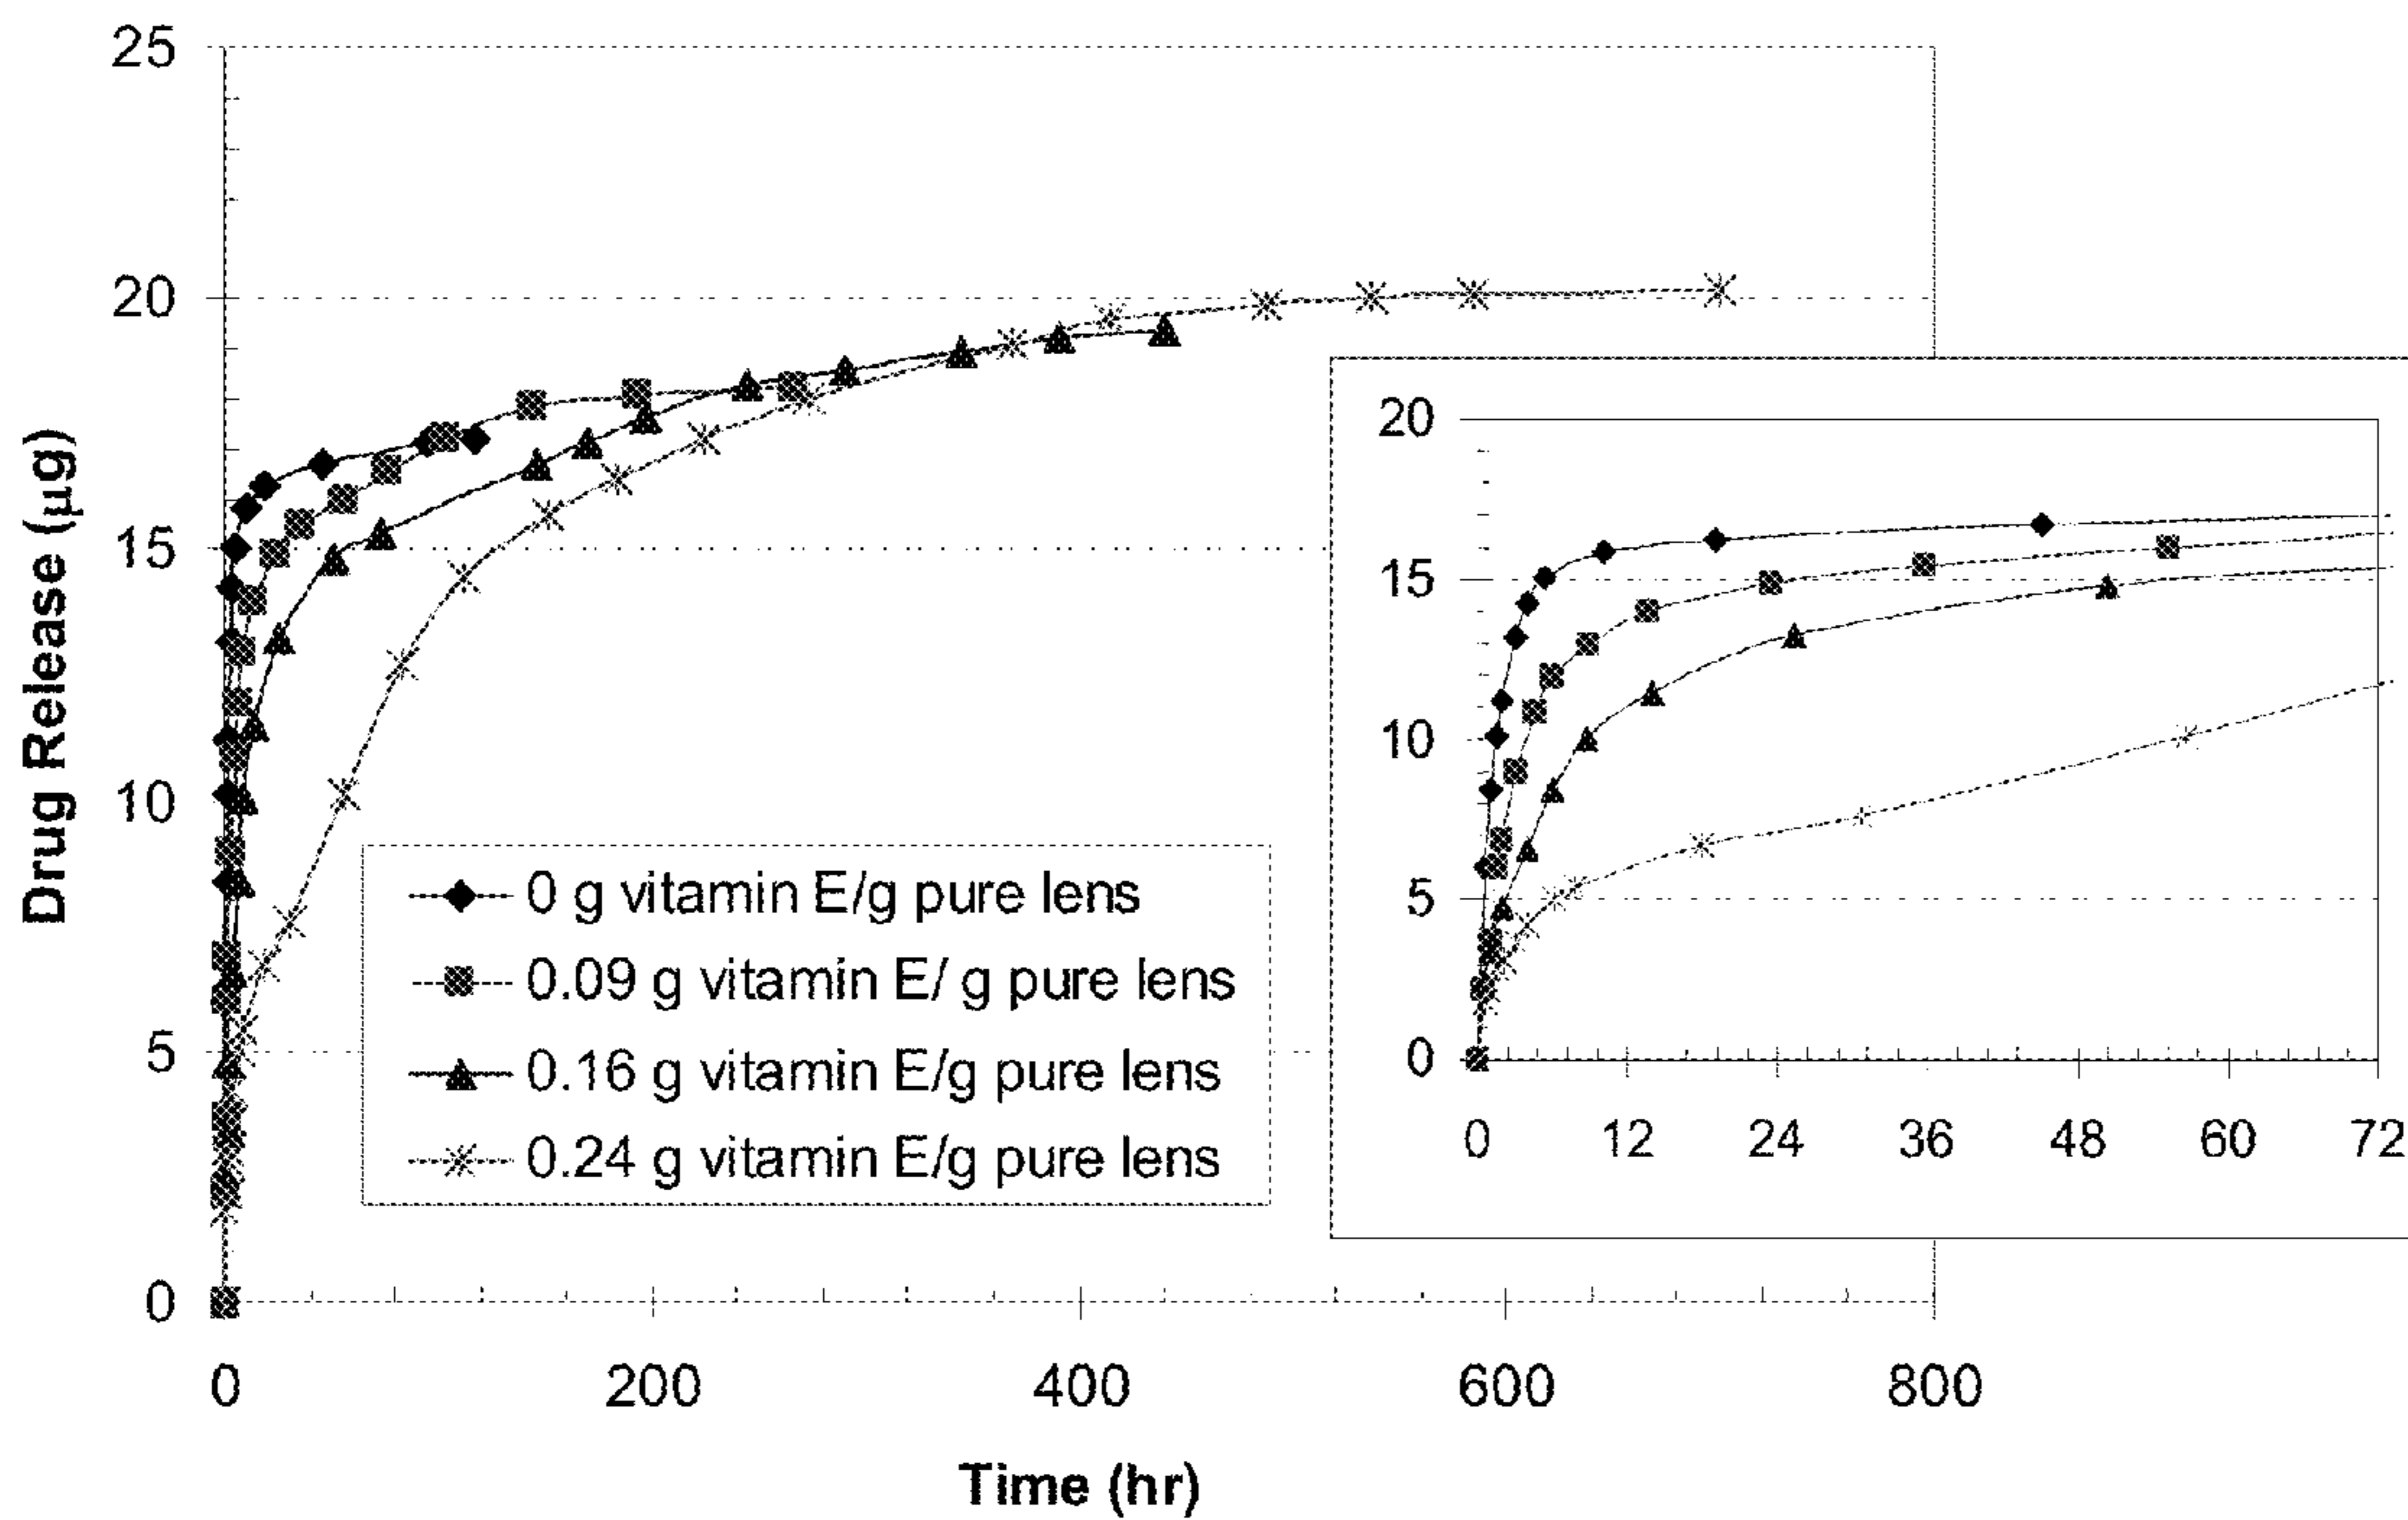 25
20
15
10
5
0
Drug Release (μg)
0 200 400 600 800
Time (hr)
0 g vitamin E/g pure lens
0.09 g vitamin E/ g pure lens
0.16 g vitamin E/g pure lens
0.24 g vitamin E/g pure lens
20
15
10
5
0
0 12 24 36 48 60 72